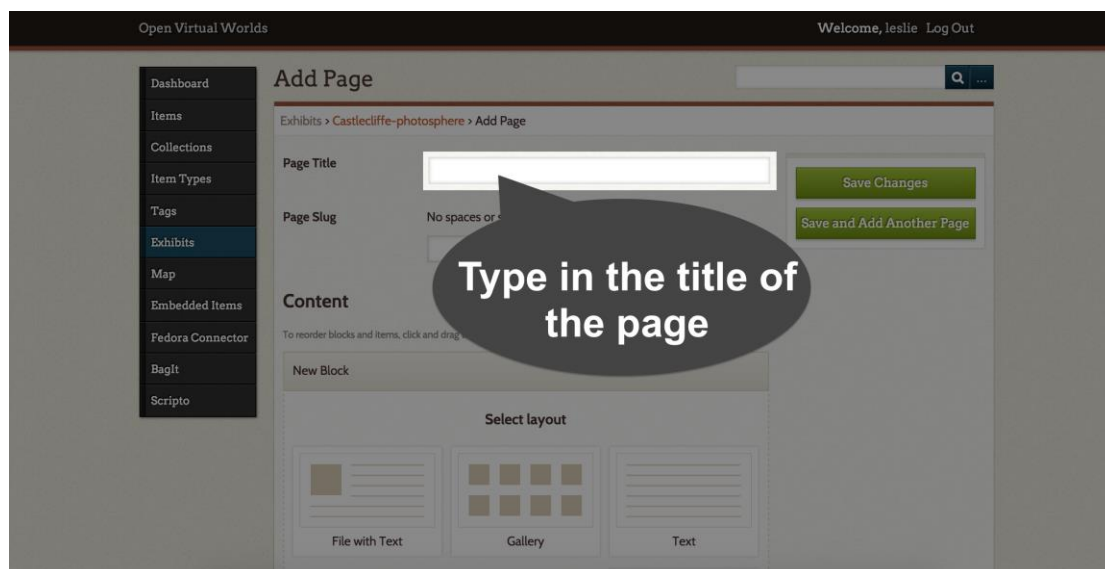 Open Virtual Worlds
Welcome, leslie Log Out
Dashboard
Items
Collections
Item Types
Tags
Exhibits
Map
Embedded Items
Fedora Connector
BagIt
Scripto
Add Page
...
Exhibits › Castlecliffe-photosphere › Add Page
Page Title
Page Slug
No spaces or
Save Changes
Save and Add Another Page
Type in the title of
the page
Content
To reorder blocks and items, click and drag
New Block
Select layout
File with Text
Gallery
Text